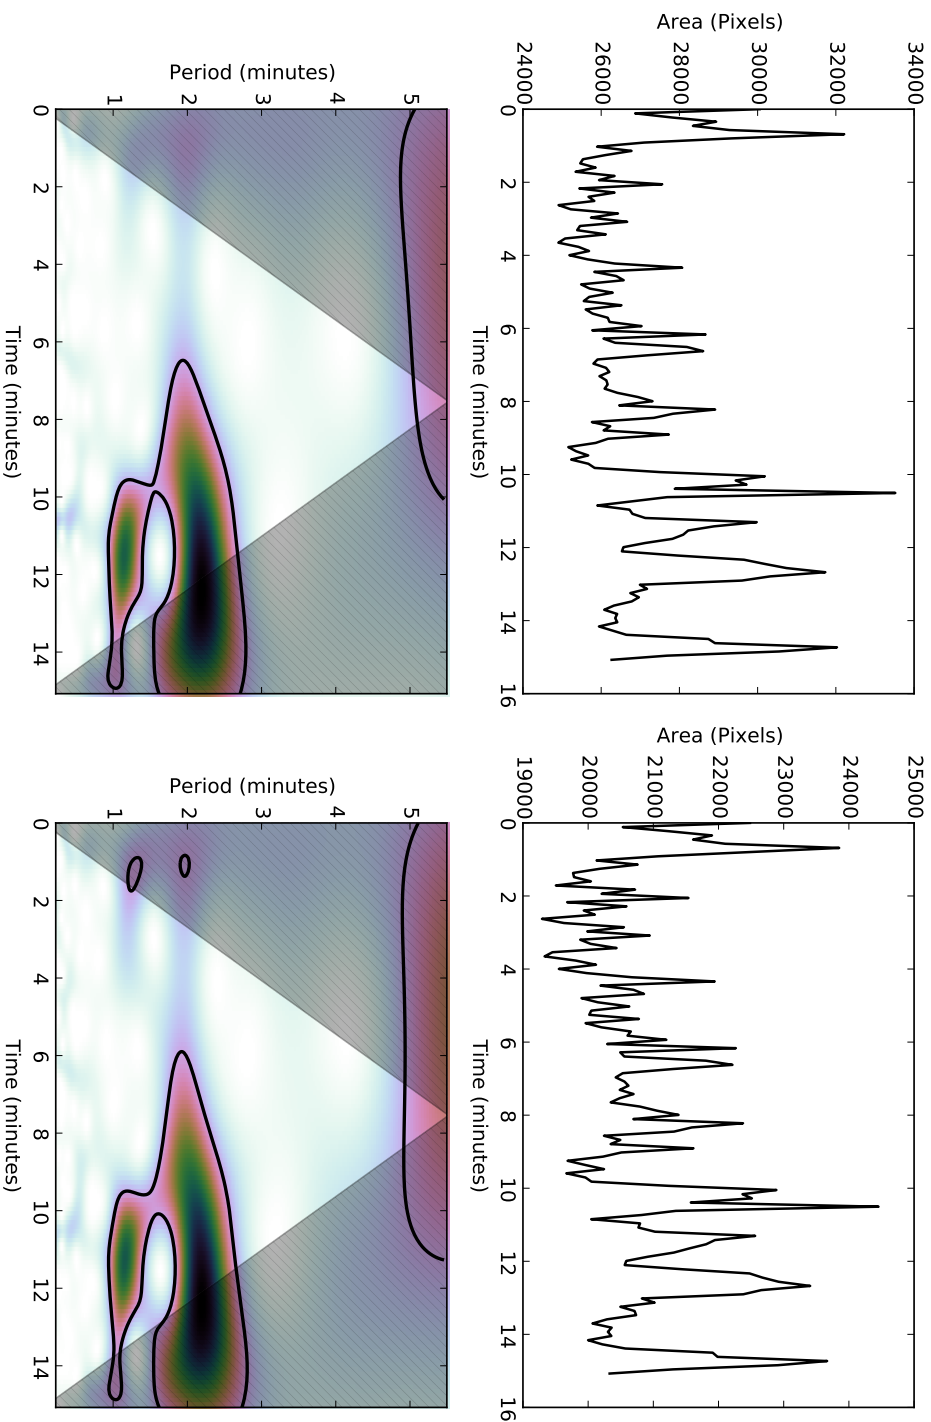 Area (Pixels)
34000
32000
30000
28000
26000
24000
0 2 4 6 8 10 12 14 16
Time (minutes)
Area (Pixels)
25000
24000
23000
22000
21000
20000
19000
0 2 4 6 8 10 12 14 16
Time (minutes)
Period (minutes)
5
4
3
2
1
0 2 4 6 8 10 12 14
Time (minutes)
Period (minutes)
5
4
3
2
1
0 2 4 6 8 10 12 14
Time (minutes)